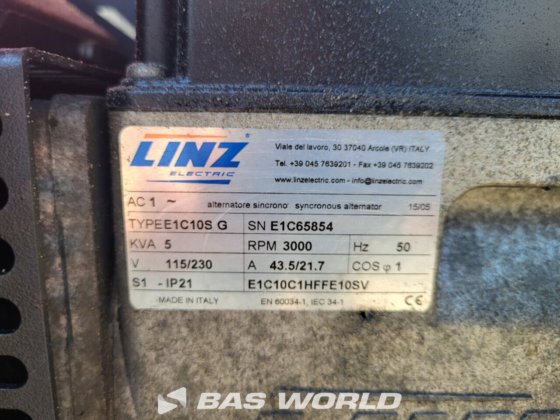 LINZ
ELECTRIC
Viale del lavoro, 30 37040 Arcole (VR) ITALY
Tel. +39 045 7639201 - Fax +39 045 7639202
www.linzelectric.com - info@linzelectric.com
AC 1 ~ alternatore sincrono syncronous alternator 15/05
TYPE E1C10S G SN E1C65854
KVA 5 RPM 3000 Hz 50
V 115/230 A 43.5/21.7 COS φ 1
S1 - IP21 E1C10C1HFFE10SV
MADE IN ITALY EN 60034-1, IEC 34-1 CE
BAS WORLD